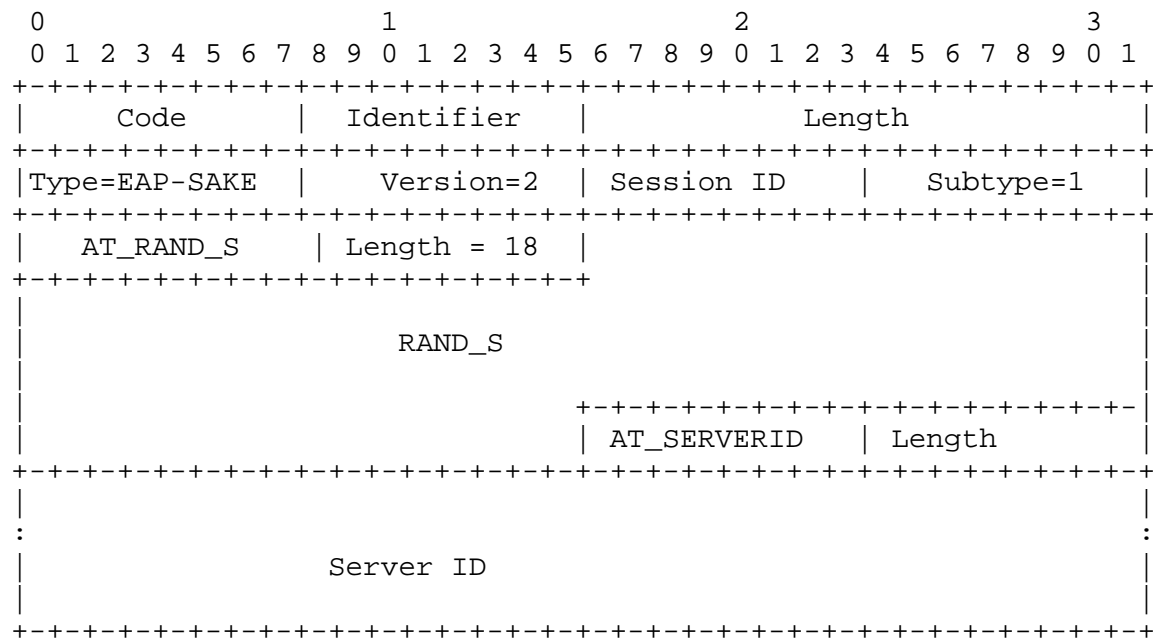 0                   1                   2                   3
 0 1 2 3 4 5 6 7 8 9 0 1 2 3 4 5 6 7 8 9 0 1 2 3 4 5 6 7 8 9 0 1
+-+-+-+-+-+-+-+-+-+-+-+-+-+-+-+-+-+-+-+-+-+-+-+-+-+-+-+-+-+-+-+-+
|      Code     |  Identifier   |            Length             |
+-+-+-+-+-+-+-+-+-+-+-+-+-+-+-+-+-+-+-+-+-+-+-+-+-+-+-+-+-+-+-+-+
|Type=EAP-SAKE  |    Version=2  | Session ID    |   Subtype=1   |
+-+-+-+-+-+-+-+-+-+-+-+-+-+-+-+-+-+-+-+-+-+-+-+-+-+-+-+-+-+-+-+-+
|   AT_RAND_S    | Length = 18  |                               |
+-+-+-+-+-+-+-+-+-+-+-+-+-+-+-+-+                               |
|                                                               |
|                     RAND_S                                    |
|                                                               |
|                               +-+-+-+-+-+-+-+-+-+-+-+-+-+-+-+-|
|                               | AT_SERVERID   | Length        |
+-+-+-+-+-+-+-+-+-+-+-+-+-+-+-+-+-+-+-+-+-+-+-+-+-+-+-+-+-+-+-+-+
|                                                               |
:                                                               :
|                 Server ID                                     |
|                                                               |
+-+-+-+-+-+-+-+-+-+-+-+-+-+-+-+-+-+-+-+-+-+-+-+-+-+-+-+-+-+-+-+-+